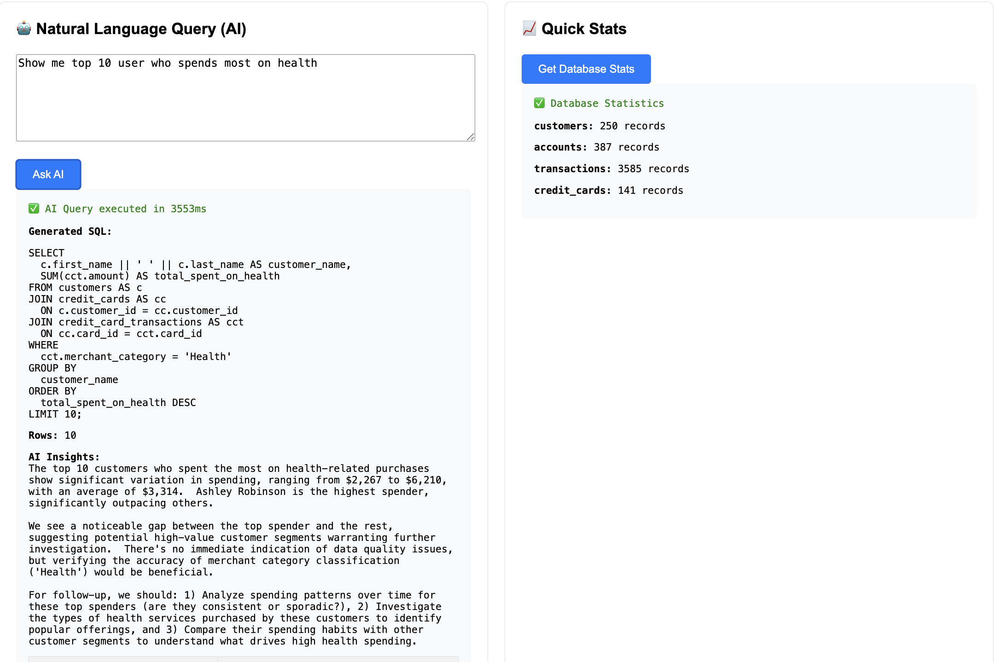 🤖 Natural Language Query (AI)
Show me top 10 user who spends most on health
Ask AI
✅ AI Query executed in 3553ms
Generated SQL:
SELECT
  c.first_name || ' ' || c.last_name AS customer_name,
  SUM(cct.amount) AS total_spent_on_health
FROM customers AS c
JOIN credit_cards AS cc
  ON c.customer_id = cc.customer_id
JOIN credit_card_transactions AS cct
  ON cc.card_id = cct.card_id
WHERE
  cct.merchant_category = 'Health'
GROUP BY
  customer_name
ORDER BY
  total_spent_on_health DESC
LIMIT 10;
Rows: 10
AI Insights:
The top 10 customers who spent the most on health-related purchases
show significant variation in spending, ranging from $2,267 to $6,210,
with an average of $3,314.  Ashley Robinson is the highest spender,
significantly outpacing others.
We see a noticeable gap between the top spender and the rest,
suggesting potential high-value customer segments warranting further
investigation.  There's no immediate indication of data quality issues,
but verifying the accuracy of merchant category classification
('Health') would be beneficial.
For follow-up, we should: 1) Analyze spending patterns over time for
these top spenders (are they consistent or sporadic?), 2) Investigate
the types of health services purchased by these customers to identify
popular offerings, and 3) Compare their spending habits with other
customer segments to understand what drives high health spending.
📈 Quick Stats
Get Database Stats
✅ Database Statistics
customers: 250 records
accounts: 387 records
transactions: 3585 records
credit_cards: 141 records